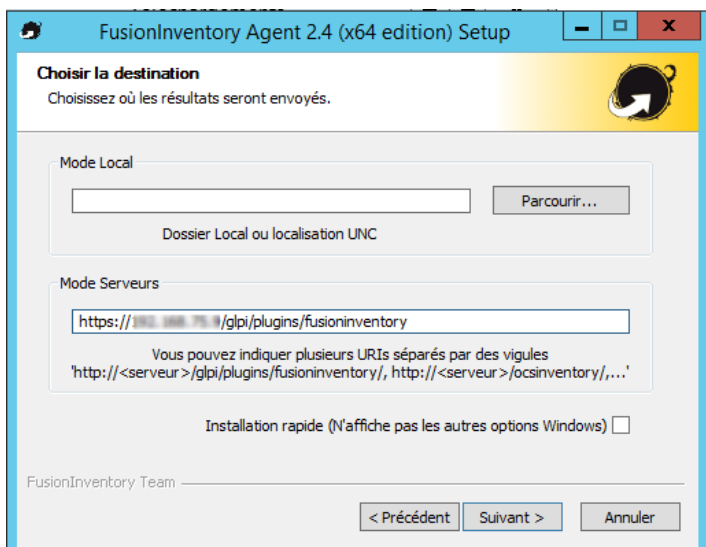 FusionInventory Agent 2.4 (x64 edition) Setup
Choisir la destination
Choisissez où les résultats seront envoyés.
Mode Local
Parcourir...
Dossier Local ou localisation UNC
Mode Serveurs
https:// /glpi/plugins/fusioninventory
Vous pouvez indiquer plusieurs URIs séparés par des vigules
'http://<serveur>/glpi/plugins/fusioninventory/, http://<serveur>/ocsinventory/,...'
Installation rapide (N'affiche pas les autres options Windows)
FusionInventory Team
< Précédent Suivant > Annuler